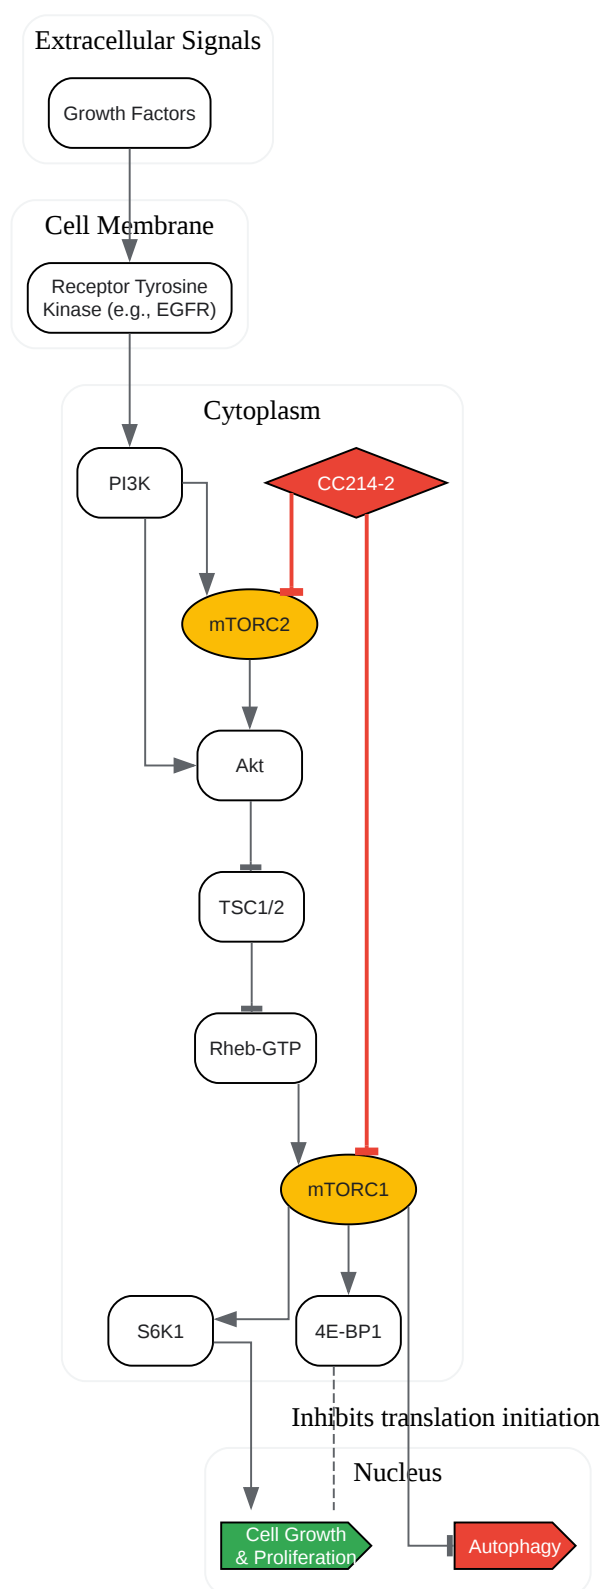 Extracellular Signals
Growth Factors
Cell Membrane
Receptor Tyrosine
Kinase (e.g., EGFR)
Cytoplasm
PI3K
CC214-2
mTORC2
Akt
TSC1/2
Rheb-GTP
mTORC1
S6K1
4E-BP1
Inhibits translation initiation
Nucleus
Cell Growth
& Proliferation
Autophagy